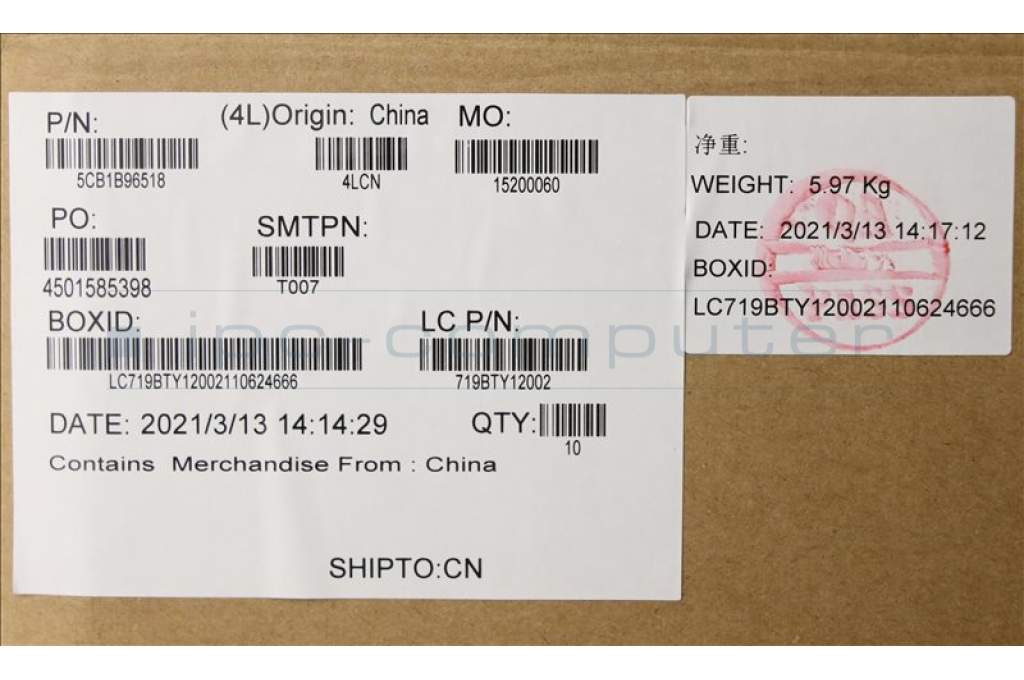 P/N:
5CB1B96518
(4L)Origin: China
4LCN
MO:
15200060
PO:
4501585398
SMTPN:
T007
BOXID:
LC719BTY12002110624666
LC P/N:
719BTY12002
DATE: 2021/3/13 14:14:29
QTY:
10
Contains Merchandise From : China
SHIPTO:CN
净重:
WEIGHT: 5.97 Kg
DATE: 2021/3/13 14:17:12
BOXID:
LC719BTY12002110624666
ipc-computer